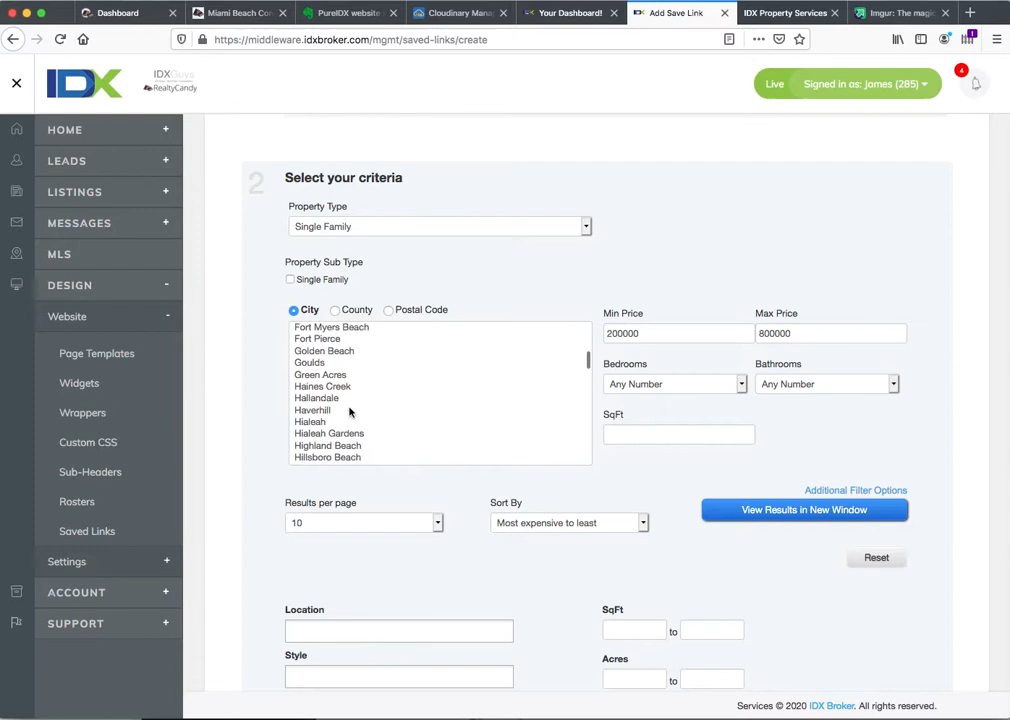 Dashboard
Miami Beach Con
PureIDX website
Cloudinary Mana
Your Dashboard!
Add Save Link
IDX Property Services
Imgur: The magic
https://middleware.idxbroker.com/mgmt/saved-links/create
IDX
IDXGuys
RealtyCandy
Live Signed in as: James (285)
4
HOME +
LEADS +
LISTINGS +
MESSAGES +
MLS
DESIGN -
Website -
Page Templates
Widgets
Wrappers
Custom CSS
Sub-Headers
Rosters
Saved Links
Settings +
ACCOUNT +
SUPPORT +
2 Select your criteria
Property Type
Single Family
Property Sub Type
Single Family
City County Postal Code
Fort Myers Beach
Fort Pierce
Golden Beach
Goulds
Green Acres
Haines Creek
Hallandale
Haverhill
Hialeah
Hialeah Gardens
Highland Beach
Hillsboro Beach
Min Price Max Price
200000 800000
Bedrooms Bathrooms
Any Number Any Number
SqFt
Results per page
10
Sort By
Most expensive to least
Additional Filter Options
View Results in New Window
Reset
Location
Style
SqFt
to
Acres
to
Services © 2020 IDX Broker. All rights reserved.